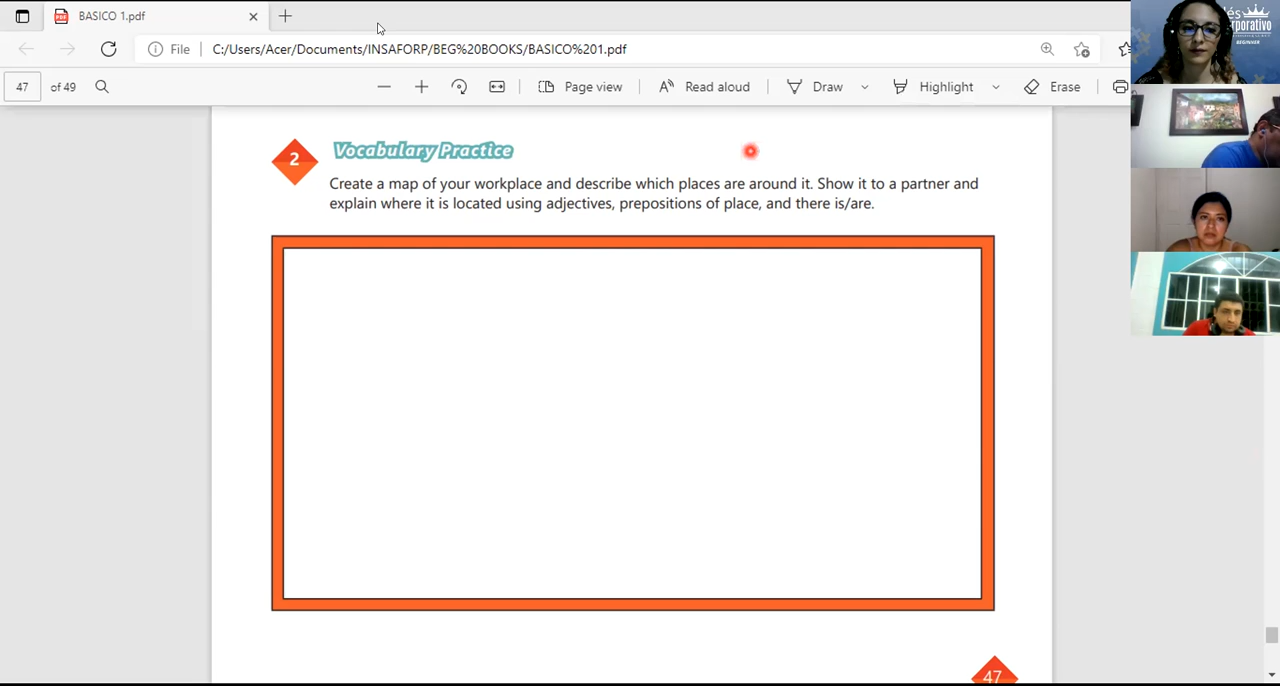 BASICO 1.pdf
File
C:/Users/Acer/Documents/INSAFORP/BEG%20BOOKS/BASICO%201.pdf
47 of 49
Page view
Read aloud
Draw
Highlight
Erase
2
Vocabulary Practice
Create a map of your workplace and describe which places are around it. Show it to a partner and
explain where it is located using adjectives, prepositions of place, and there is/are.
47
BEGINNER